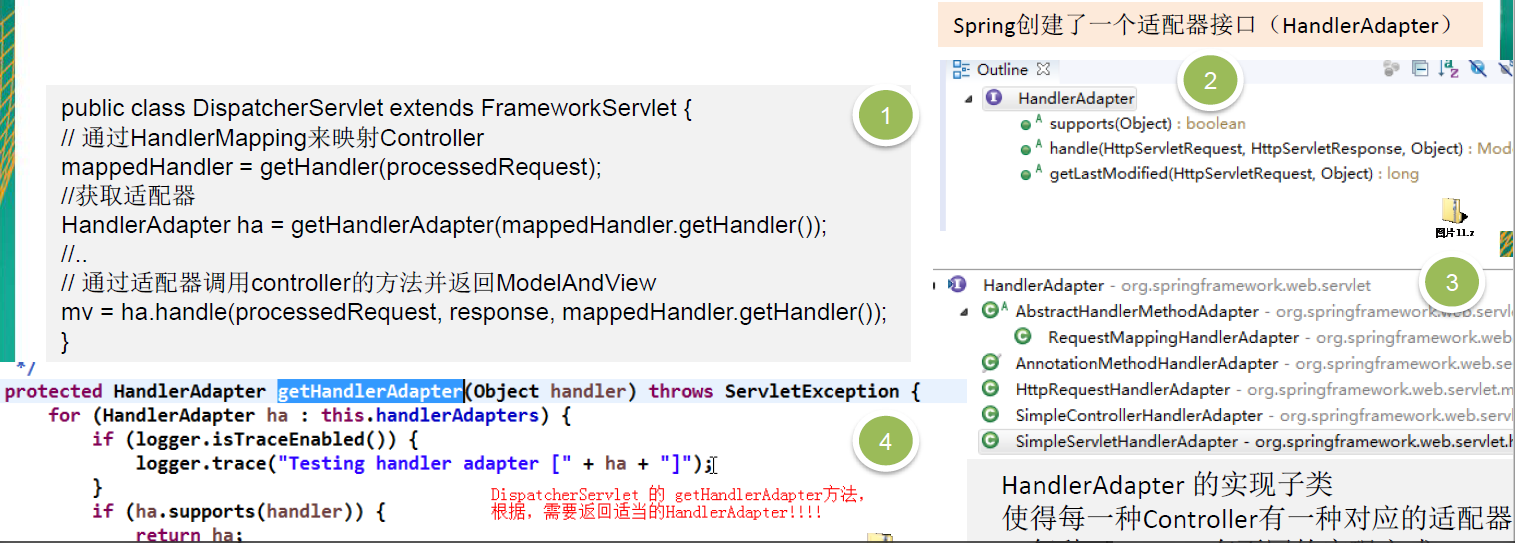 Spring创建了一个适配器接口（HandlerAdapter）
1
public class DispatcherServlet extends FrameworkServlet {
// 通过HandlerMapping来映射Controller
mappedHandler = getHandler(processedRequest);
//获取适配器
HandlerAdapter ha = getHandlerAdapter(mappedHandler.getHandler());
//..
// 通过适配器调用controller的方法并返回ModelAndView
mv = ha.handle(processedRequest, response, mappedHandler.getHandler());
}
2
Outline
HandlerAdapter
supports(Object) : boolean
handle(HttpServletRequest, HttpServletResponse, Object) : Mod
getLastModified(HttpServletRequest, Object) : long
图片11.z
3
HandlerAdapter - org.springframework.web.servlet
AbstractHandlerMethodAdapter - org.springframework.web.servl
RequestMappingHandlerAdapter - org.springframework.web
AnnotationMethodHandlerAdapter - org.springframework.web
HttpRequestHandlerAdapter - org.springframework.web.servlet.m
SimpleControllerHandlerAdapter - org.springframework.web.servl
SimpleServletHandlerAdapter - org.springframework.web.servlet.h
HandlerAdapter 的实现子类
使得每一种Controller有一种对应的适配器
4
*/
protected HandlerAdapter getHandlerAdapter(Object handler) throws ServletException {
for (HandlerAdapter ha : this.handlerAdapters) {
if (logger.isTraceEnabled()) {
logger.trace("Testing handler adapter [" + ha + "]");
}
if (ha.supports(handler)) {
return ha;
DispatcherServlet 的 getHandlerAdapter方法，
根据，需要返回适当的HandlerAdapter!!!!